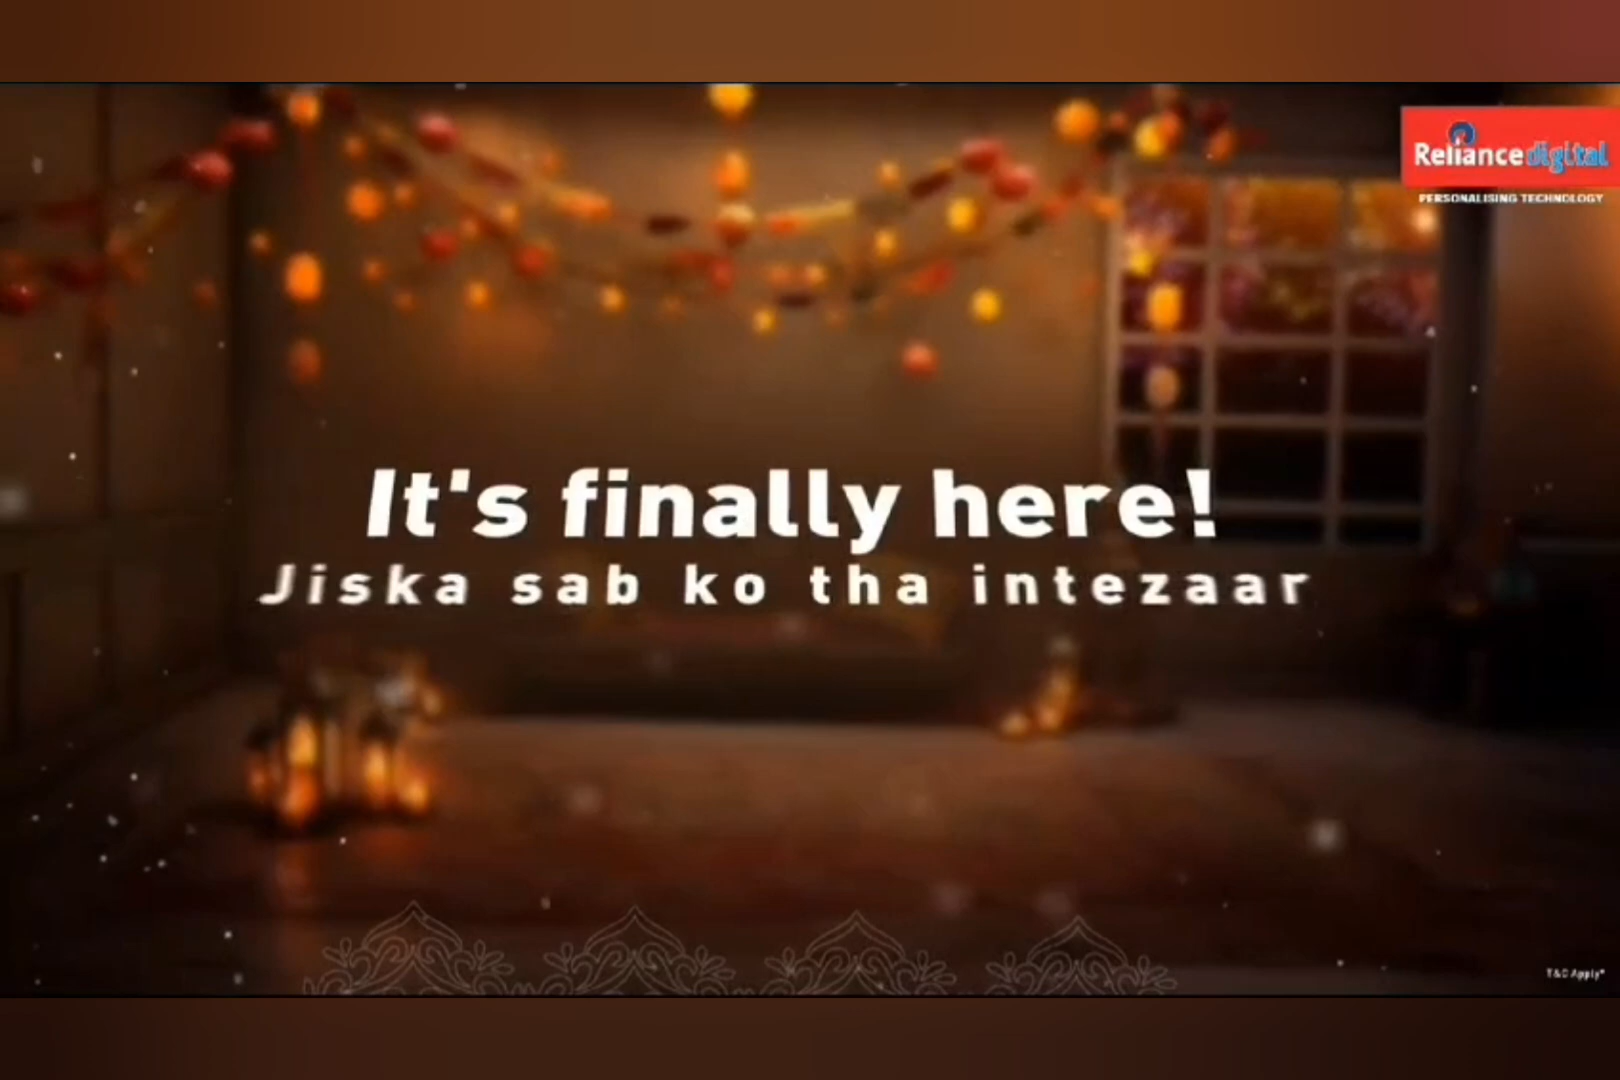 Reliance digital
PERSONALISING TECHNOLOGY
It's finally here!
Jiska sab ko tha intezaar
T&C Apply*